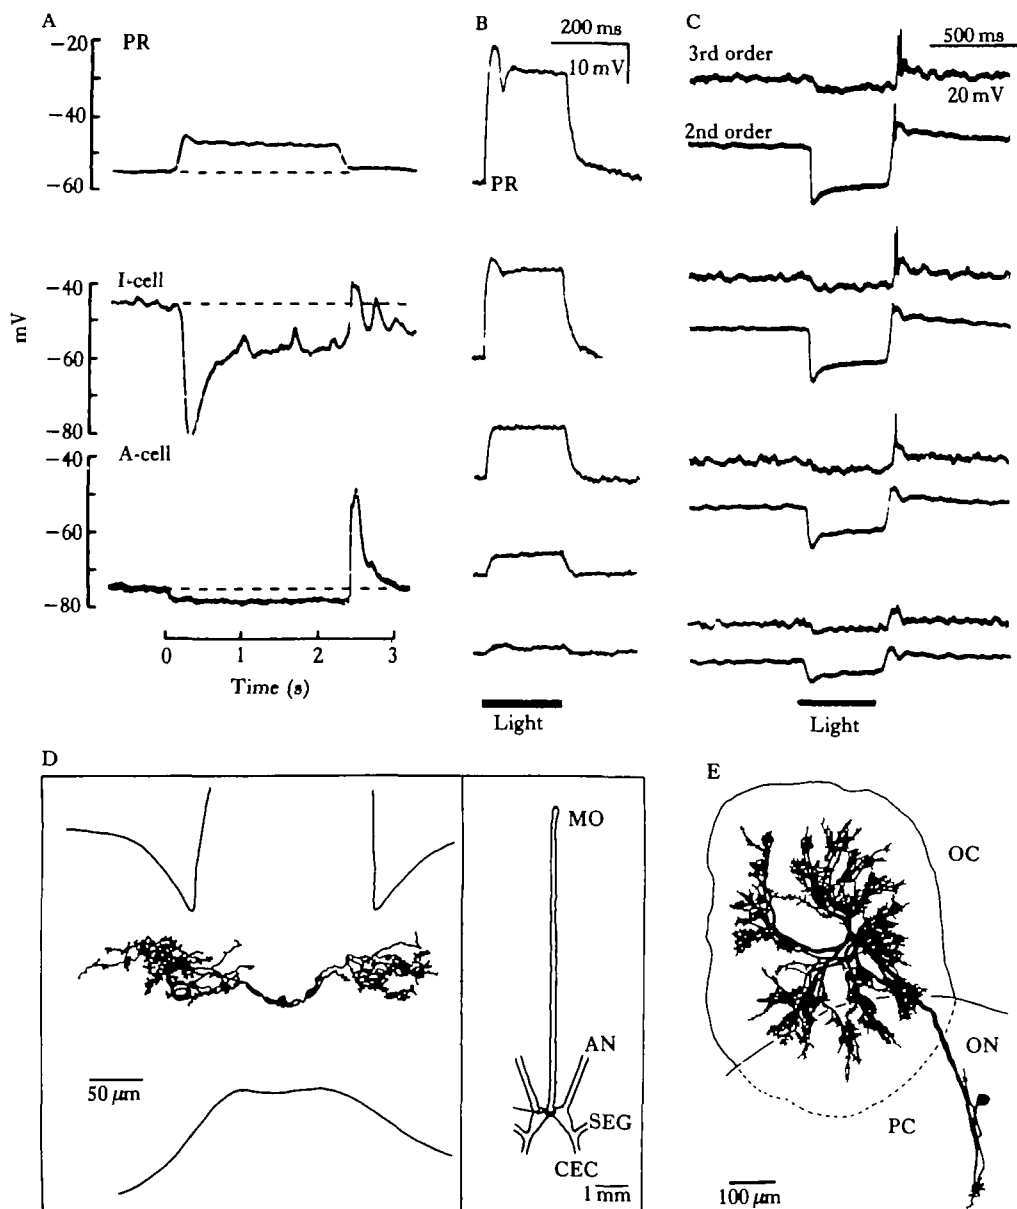 A
PR
−20
−40
−60
I-cell
−40
−60
−80
mV
A-cell
−40
−60
−80
0 1 2 3
Time (s)
B
200 ms
10 mV
PR
Light
C
500 ms
20 mV
3rd order
2nd order
Light
D
50 μm
MO
AN
SEG
CEC
1 mm
E
OC
ON
PC
100 μm